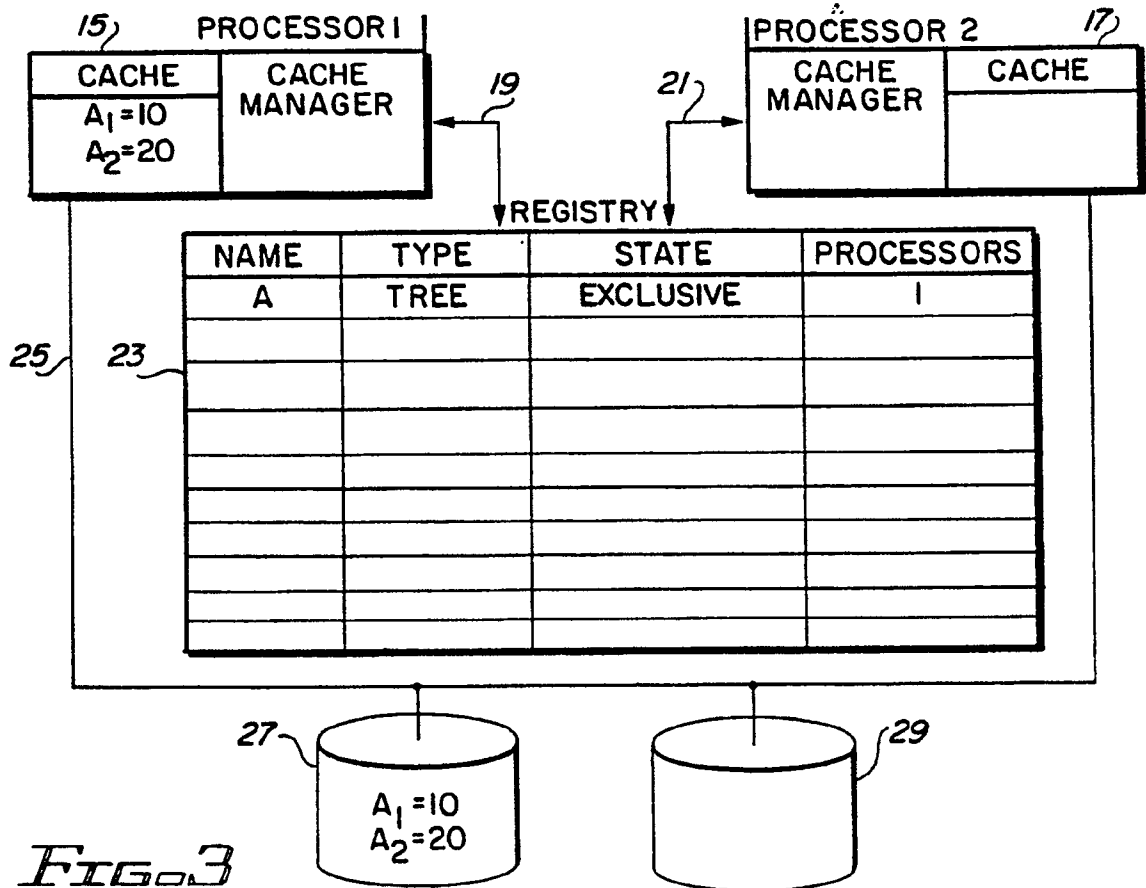 15 PROCESSOR 1
PROCESSOR 2 17
CACHE
CACHE MANAGER
A1=10
A2=20
19
21
CACHE MANAGER
CACHE
REGISTRY
NAME TYPE STATE PROCESSORS
A TREE EXCLUSIVE 1
25
23
27
A1=10
A2=20
29
FIG. 3